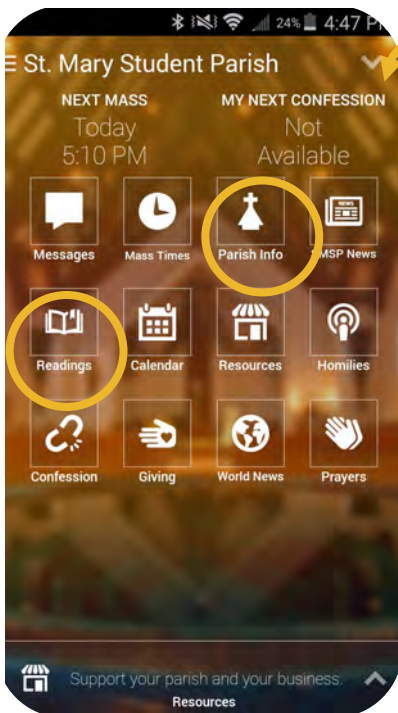 24% 4:47 P
St. Mary Student Parish
NEXT MASS MY NEXT CONFESSION
Today Not
5:10 PM Available
Messages Mass Times Parish Info SMSP News
Readings Calendar Resources Homilies
Confession Giving World News Prayers
Support your parish and your business.
Resources